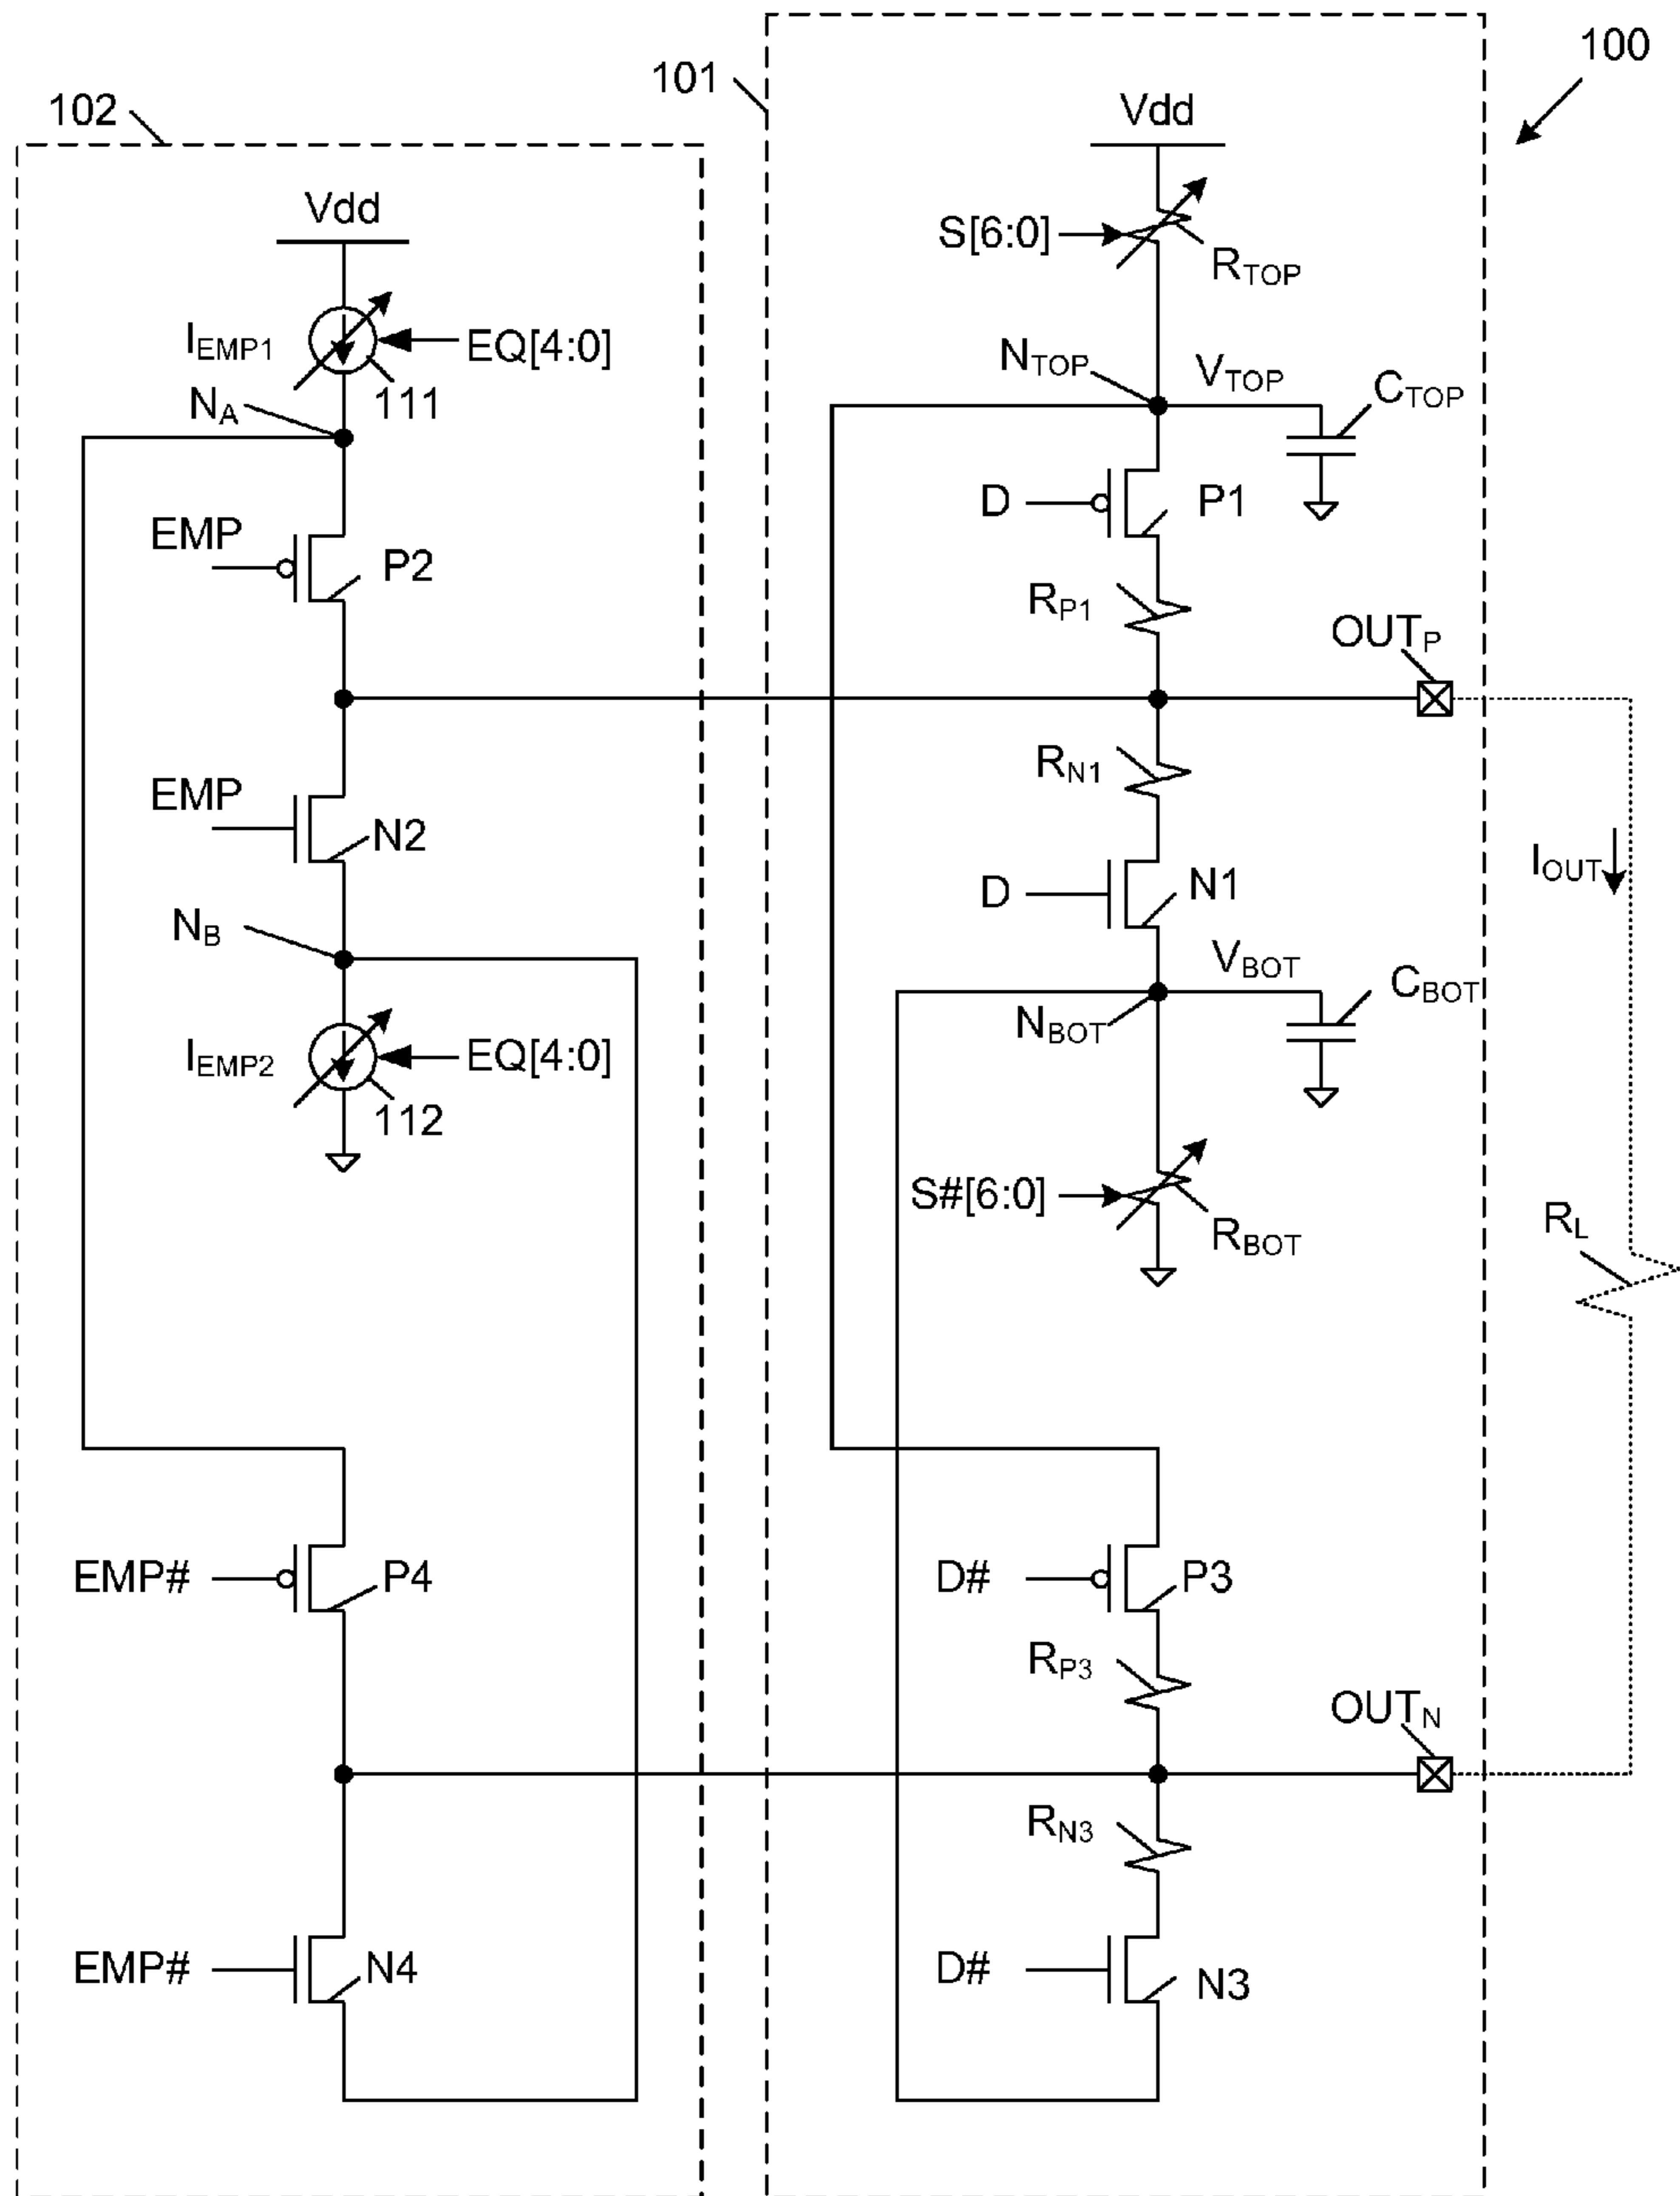 100
101
102
Vdd
Vdd
S[6:0]
RTOP
IEMP1
EQ[4:0]
111
NA
NTOP
VTOP
CTOP
D
P1
EMP
P2
RP1
OUTP
RN1
EMP
N2
D
N1
IOUT
NB
VBOT
CBOT
NBOT
IEMP2
EQ[4:0]
112
S#[6:0]
RBOT
RL
EMP#
P4
D#
P3
RP3
OUTN
RN3
EMP#
N4
D#
N3